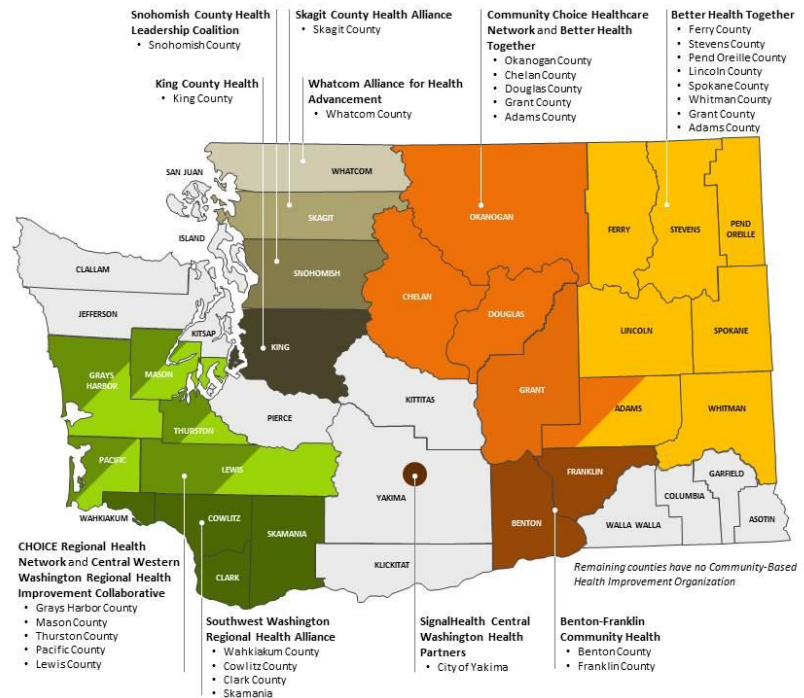 Snohomish County Health
Leadership Coalition
• Snohomish County
Skagit County Health Alliance
• Skagit County
Community Choice Healthcare
Network and Better Health
Together
• Okanogan County
• Chelan County
• Douglas County
• Grant County
• Adams County
Better Health Together
• Ferry County
• Stevens County
• Pend Oreille County
• Lincoln County
• Spokane County
• Whitman County
• Grant County
• Adams County
King County Health
• King County
Whatcom Alliance for Health
Advancement
• Whatcom County
SAN JUAN
WHATCOM
SKAGIT
ISLAND
OKANOGAN
FERRY
STEVENS
PEND
OREILLE
CLALLAM
SNOHOMISH
CHELAN
JEFFERSON
DOUGLAS
KITSAP
KING
LINCOLN
SPOKANE
GRAYS
HARBOR
MASON
KITTITAS
GRANT
PIERCE
ADAMS
WHITMAN
THURSTON
PACIFIC
LEWIS
FRANKLIN
GARFIELD
YAKIMA
COLUMBIA
WAHKIAKUM
COWLITZ
SKAMANIA
BENTON
WALLA WALLA
ASOTIN
KLICKITAT
CLARK
Remaining counties have no Community-Based
Health Improvement Organization
CHOICE Regional Health
Network and Central Western
Washington Regional Health
Improvement Collaborative
• Grays Harbor County
• Mason County
• Thurston County
• Pacific County
• Lewis County
Southwest Washington
Regional Health Alliance
• Wahkiakum County
• Cowlitz County
• Clark County
• Skamania
SignalHealth Central
Washington Health
Partners
• City of Yakima
Benton-Franklin
Community Health
• Benton County
• Franklin County